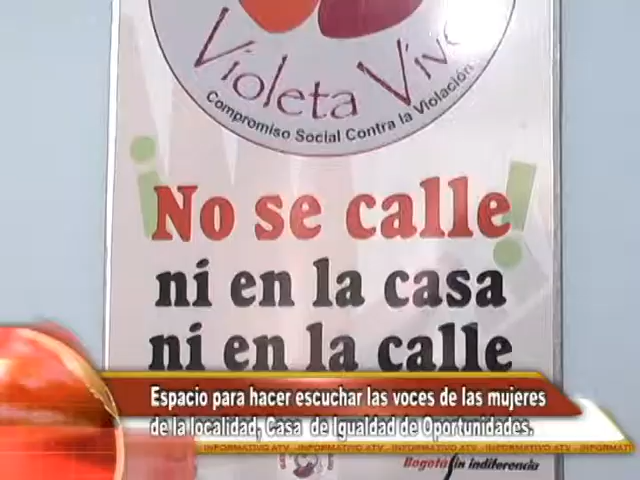 Violeta Vive
Compromiso Social Contra la Violación
¡No se calle!
ni en la casa
ni en la calle
Espacio para hacer escuchar las voces de las mujeres
de la localidad, Casa de Igualdad de Oportunidades.
INFORMATIVO ATV - INFORMATIVO ATV - INFORMATIVO ATV - INFORMATIVO ATV - INFORMATI
Bogotá sin indiferencia